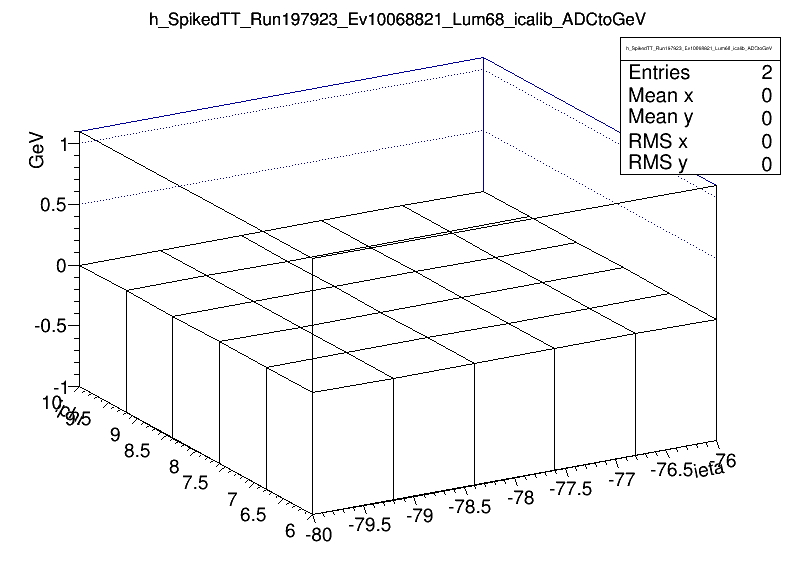 h_SpikedTT_Run197923_Ev10068821_Lum68_icalib_ADCtoGeV
h_SpikedTT_Run197923_Ev10068821_Lum68_icalib_ADCtoGeV
Entries 2
Mean x 0
Mean y 0
RMS x 0
RMS y 0
GeV
1
0.5
0
-0.5
-1
10
9.5
iphi
9
8.5
8
7.5
7
6.5
6
-80
-79.5
-79
-78.5
-78
-77.5
-77
-76.5
-76
ieta